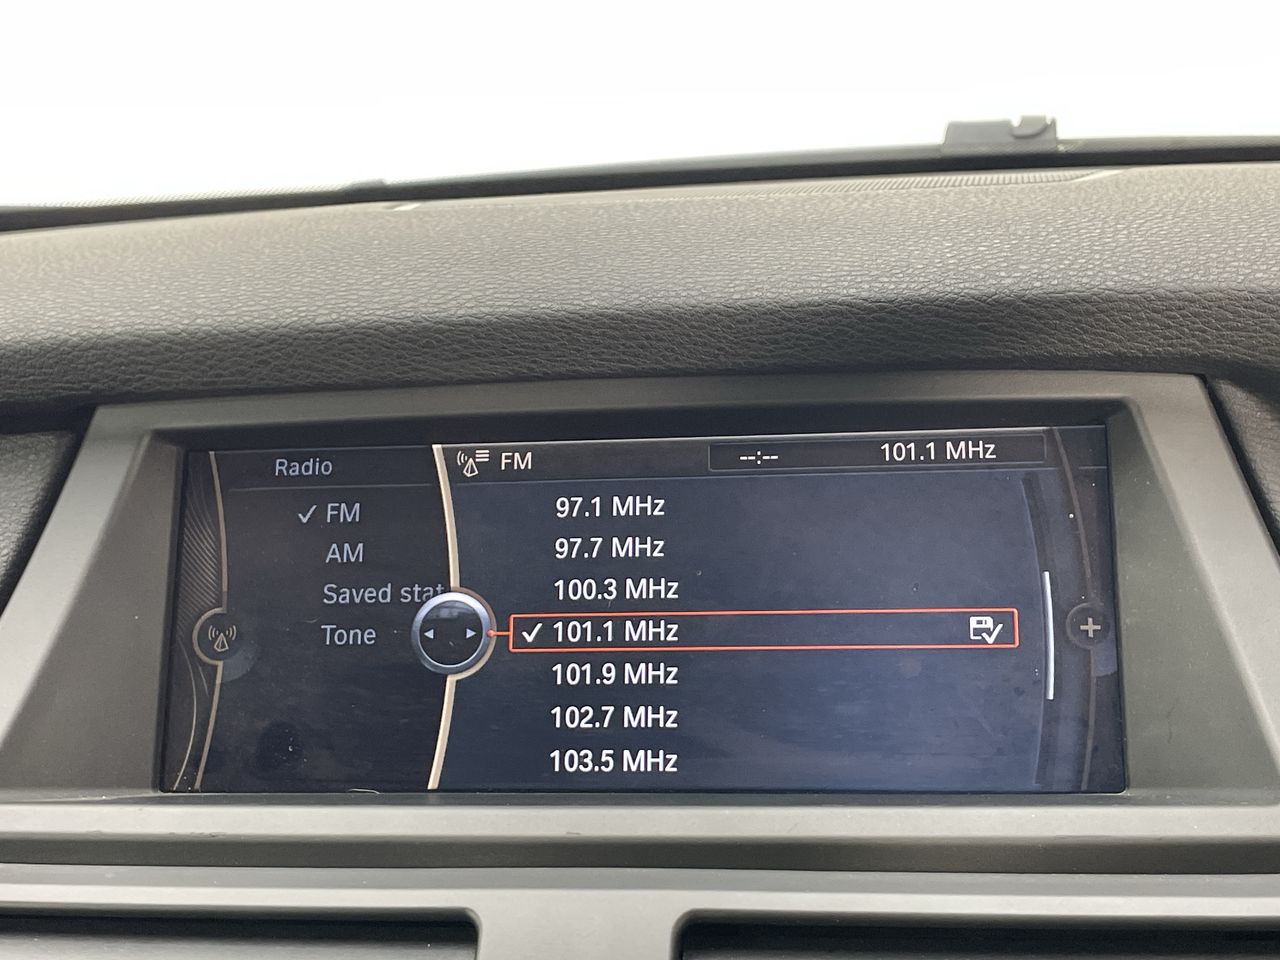 Radio
FM
AM
Saved stat
Tone
FM
--:--
101.1 MHz
97.1 MHz
97.7 MHz
100.3 MHz
101.1 MHz
101.9 MHz
102.7 MHz
103.5 MHz